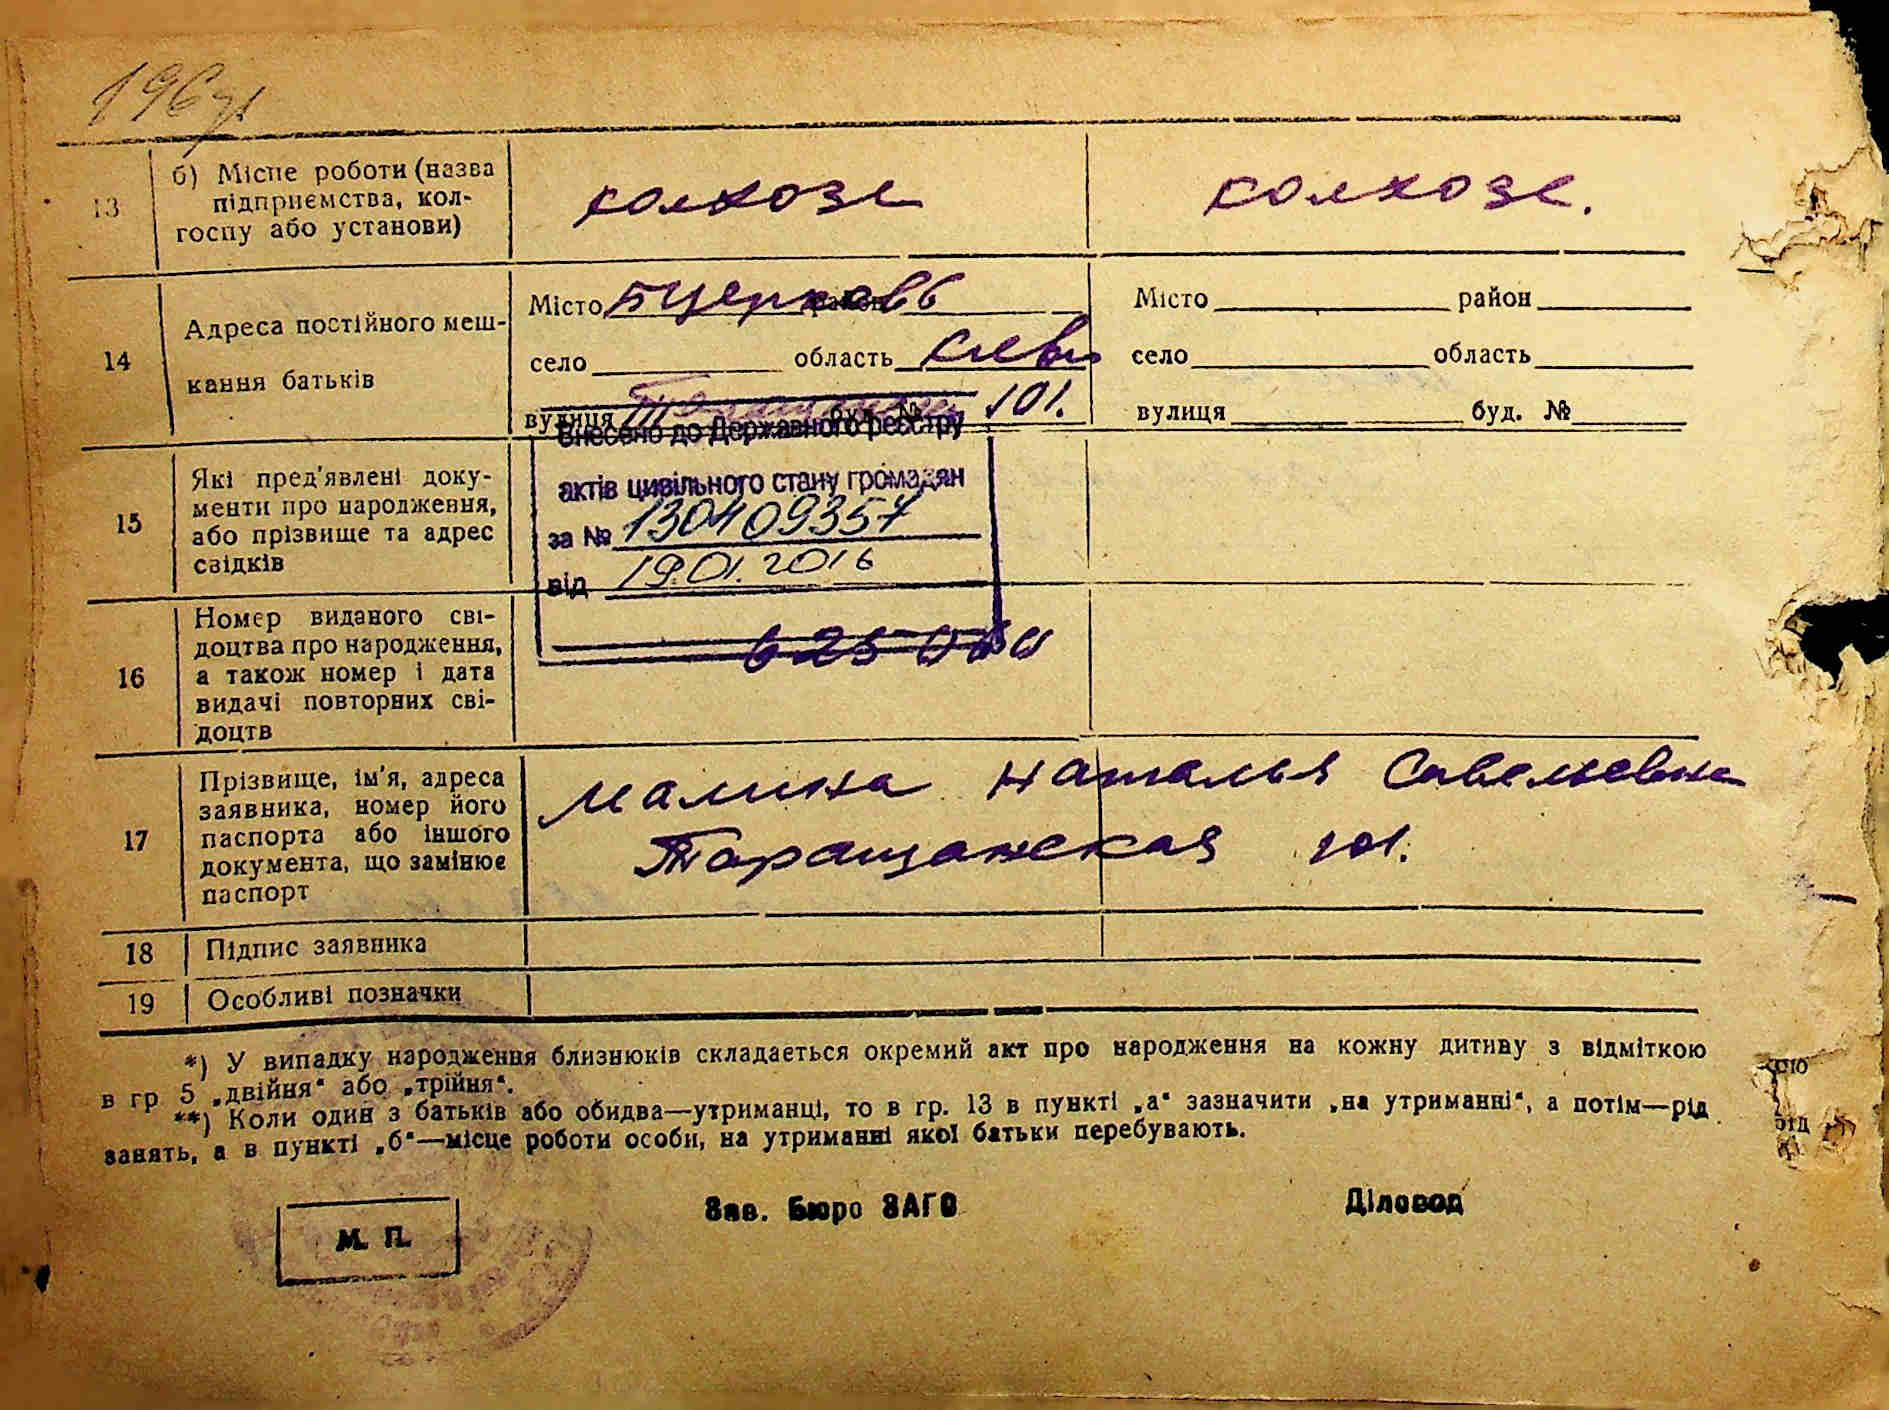 13
б) Місце роботи (назва
підприємства, кол-
госпу або установи)
колхозе
колхозе.
14
Адреса постійного меш-
кання батьків
Місто БЦерковь район
село область Киевы
вулиця буд. № 101.
Місто район
село область
вулиця буд. №
15
Які пред'явлені доку-
менти про народження,
або прізвище та адрес
свідків
Внесено до Державного реєстру
актів цивільного стану громадян
за № 130409357
від 19.01.2016
16
Номер виданого сві-
доцтва про народження,
а також номер і дата
видачі повторних сві-
доцтв
17
Прізвище, ім'я, адреса
заявника, номер його
паспорта або іншого
документа, що замінює
паспорт
Малина Наталья Савельевна
Таращанская 101.
18
Підпис заявника
19
Особливі позначки
*) У випадку народження близнюків складається окремий акт про народження на кожну дитину з відміткою
в гр 5 „двійня“ або „трійня“.
**) Коли один з батьків або обидва—утриманці, то в гр. 13 в пункті „а“ зазначити „на утриманні“, а потім—рід
занять, а в пункті „б“—місце роботи особи, на утриманні якої батьки перебувають.
М. П.
Зав. Бюро ЗАГС
Діловод